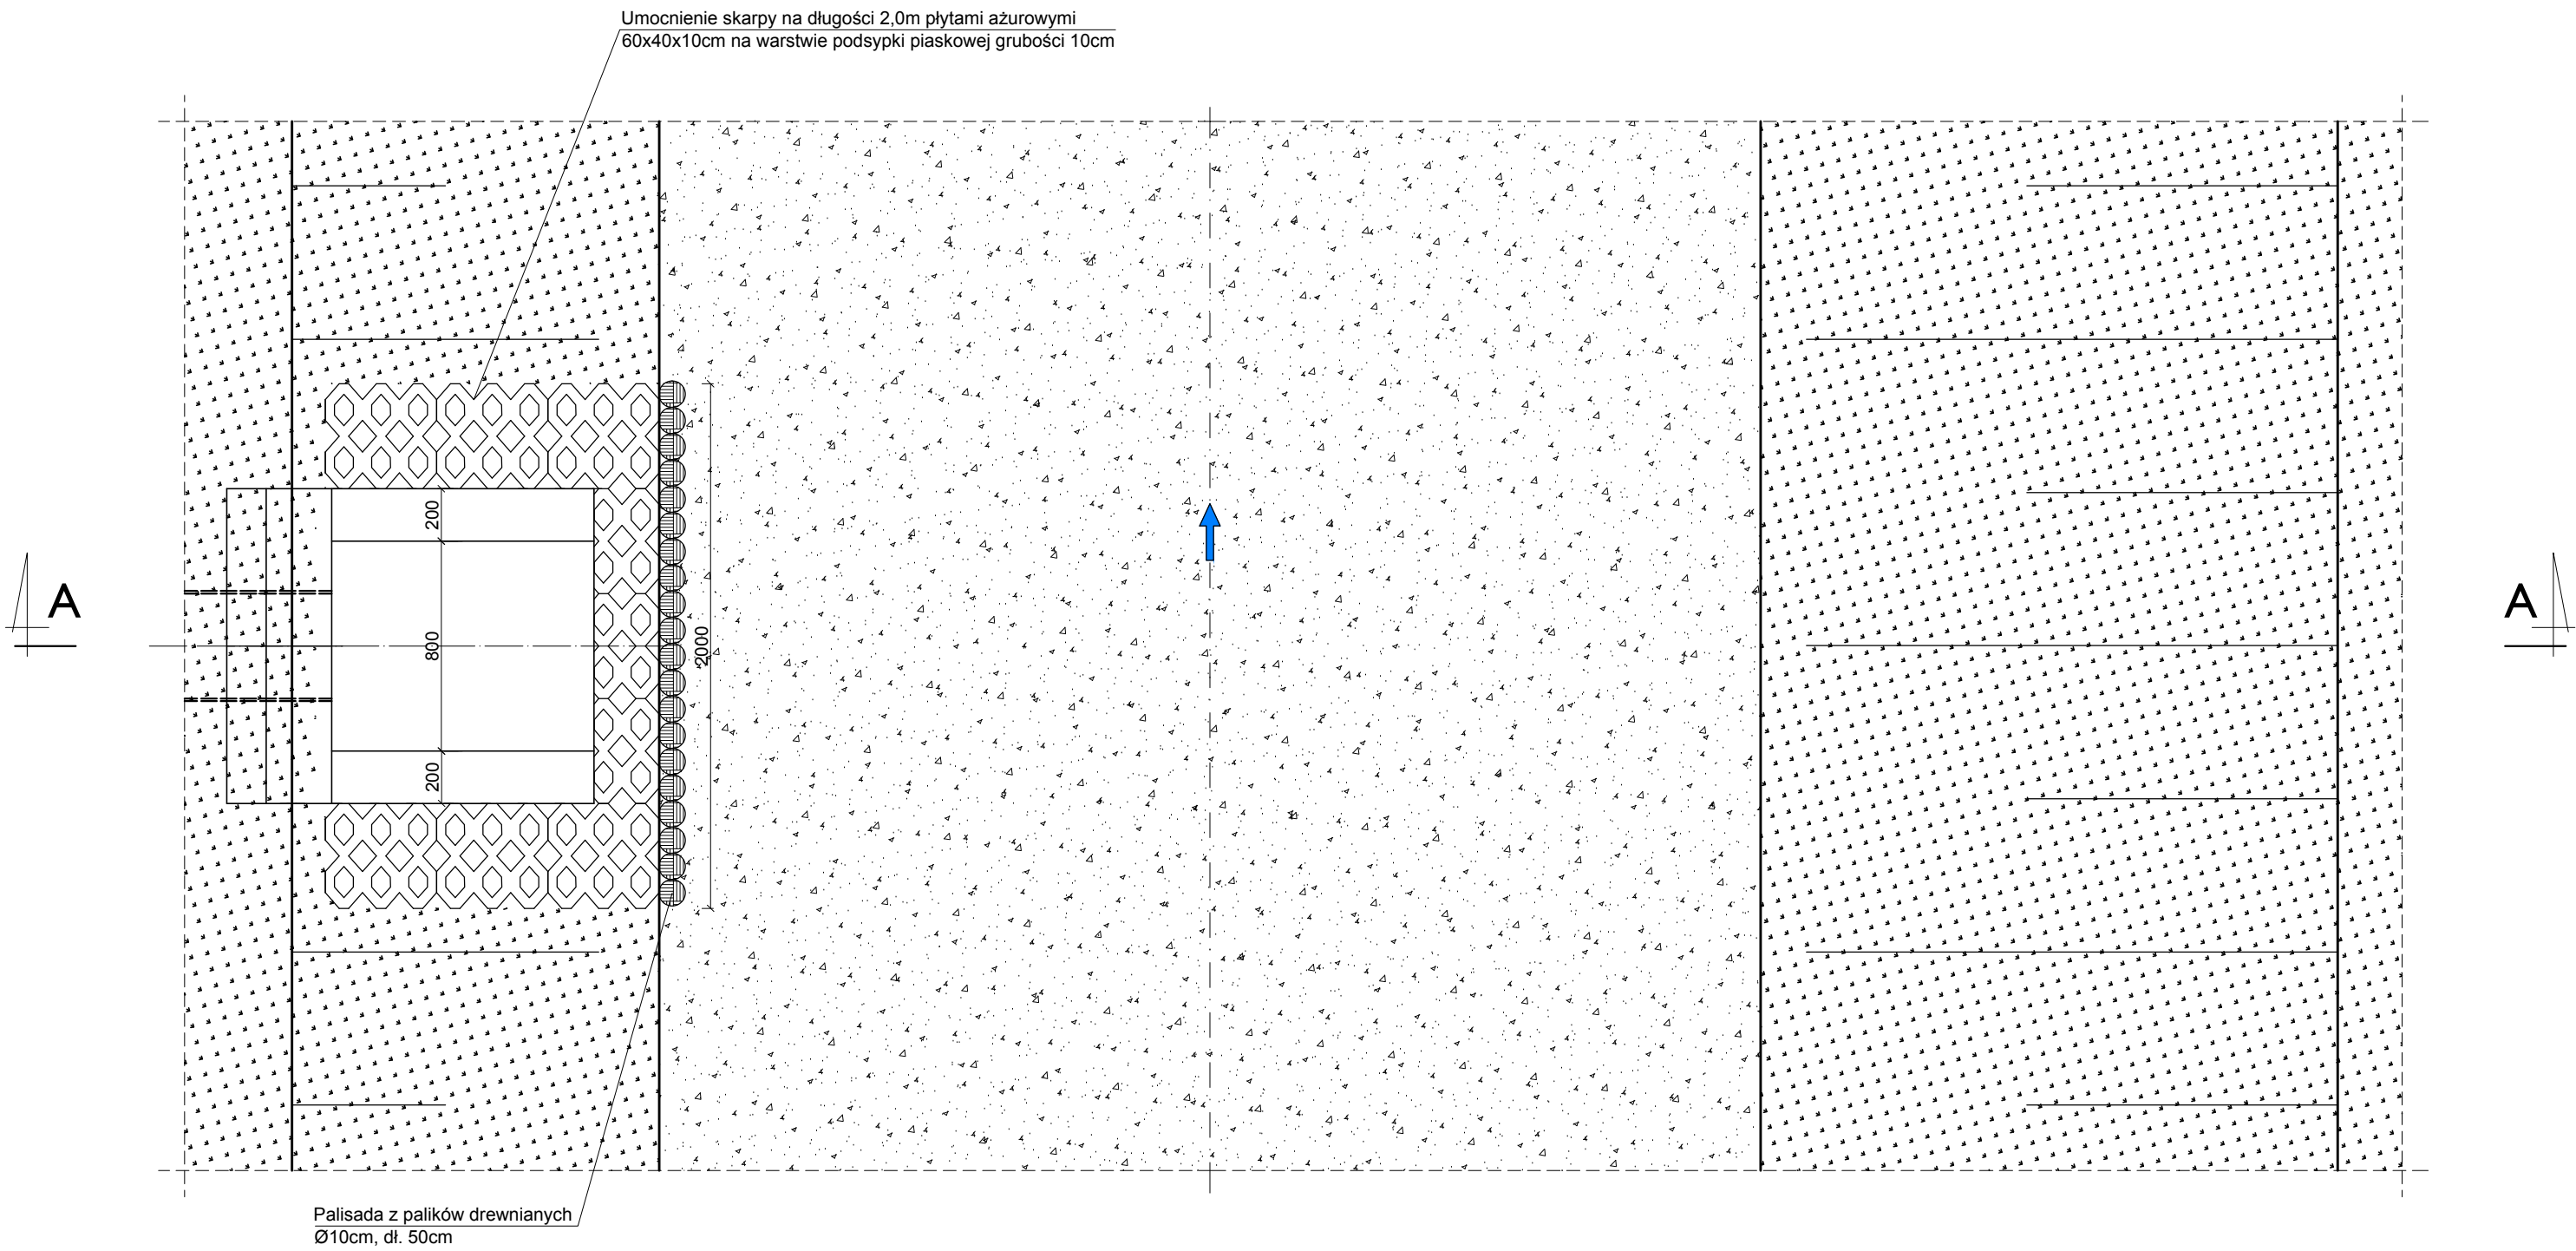 Umocnienie skarpy na długości 2,0m płytami ażurowymi
60x40x10cm na warstwie podsypki piaskowej grubości 10cm
200
A
800
2000
A
200
Palisada z palików drewnianych
Ø10cm, dł. 50cm